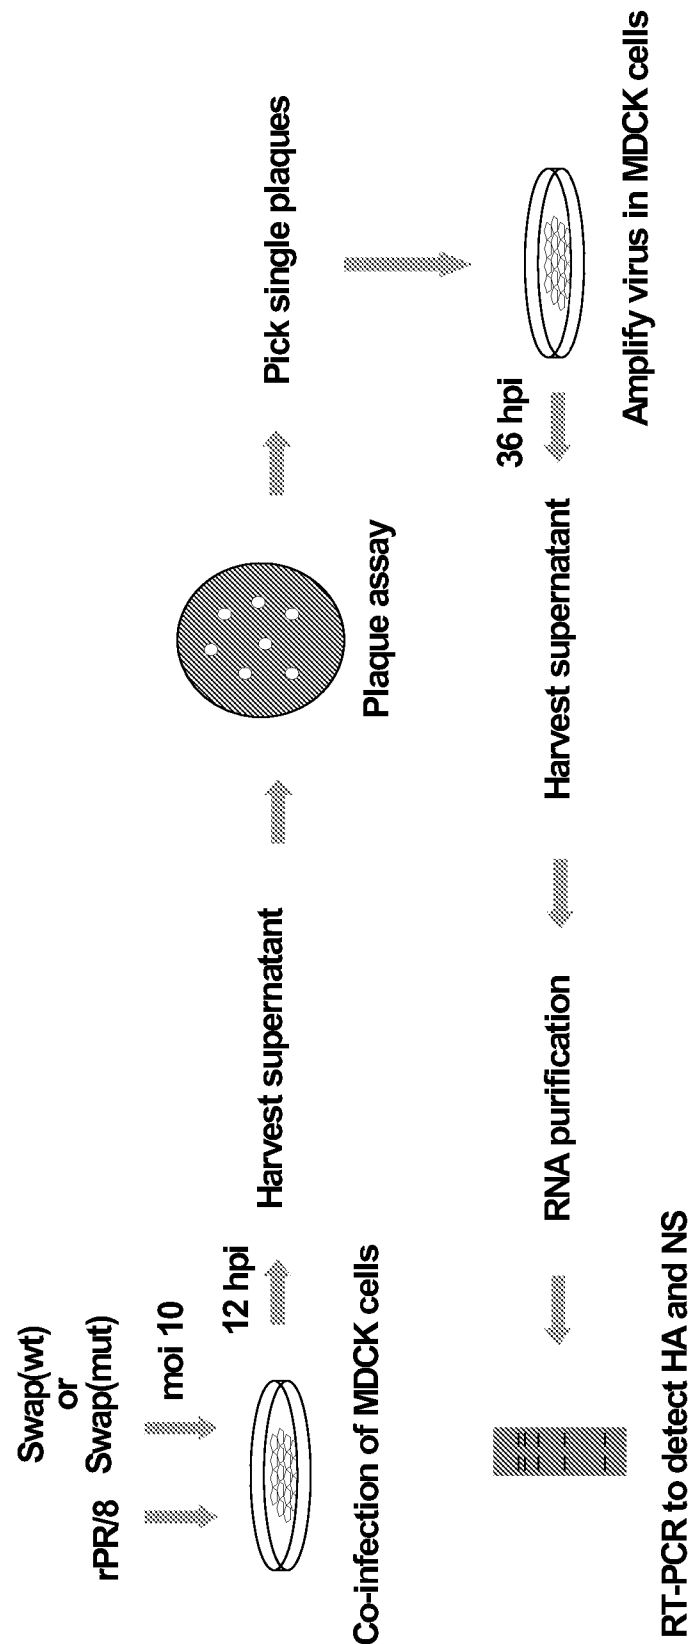 Swap(wt)
or
rPR/8 Swap(mut)
moi 10
12 hpi
Co-infection of MDCK cells
Harvest supernatant
Plaque assay
Pick single plaques
Amplify virus in MDCK cells
36 hpi
Harvest supernatant
RNA purification
RT-PCR to detect HA and NS